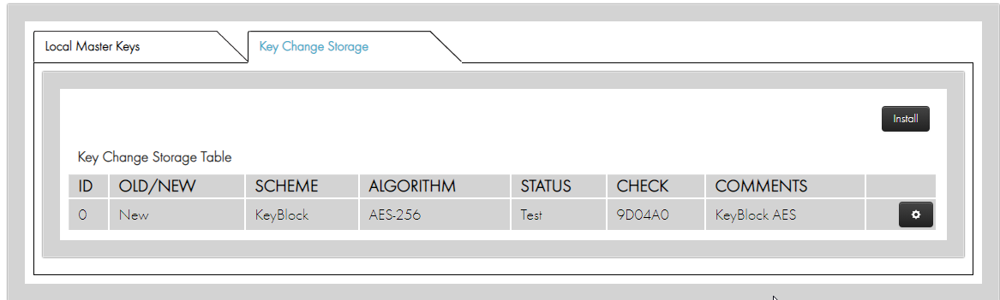 Local Master Keys Key Change Storage
Install
Key Change Storage Table
ID OLD/NEW SCHEME ALGORITHM STATUS CHECK COMMENTS
0 New KeyBlock AES-256 Test 9D04A0 KeyBlock AES